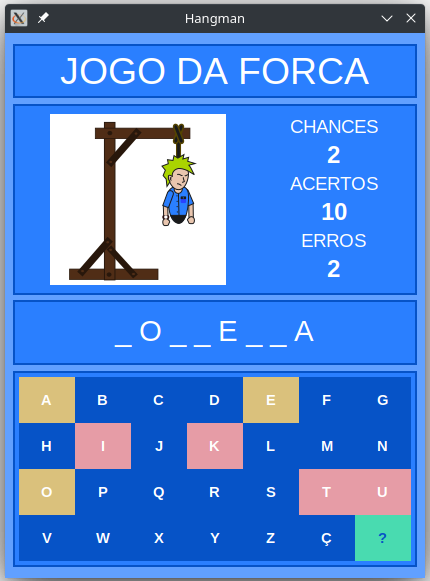 Hangman
JOGO DA FORCA
CHANCES
2
ACERTOS
10
ERROS
2
_ O _ _ E _ _ A
A B C D E F G
H I J K L M N
O P Q R S T U
V W X Y Z Ç ?